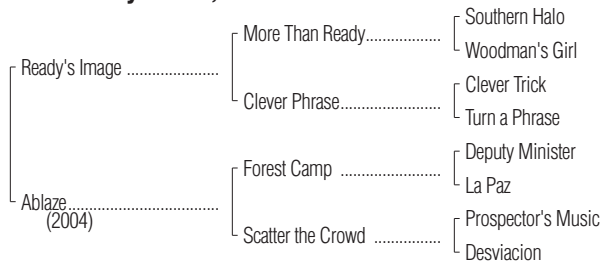 Southern Halo
More Than Ready..................
Woodman's Girl
Ready's Image ......................
Clever Trick
Clever Phrase........................
Turn a Phrase
Deputy Minister
Forest Camp ........................
La Paz
Ablaze....................................
(2004)
Prospector's Music
Scatter the Crowd ................
Desviacion